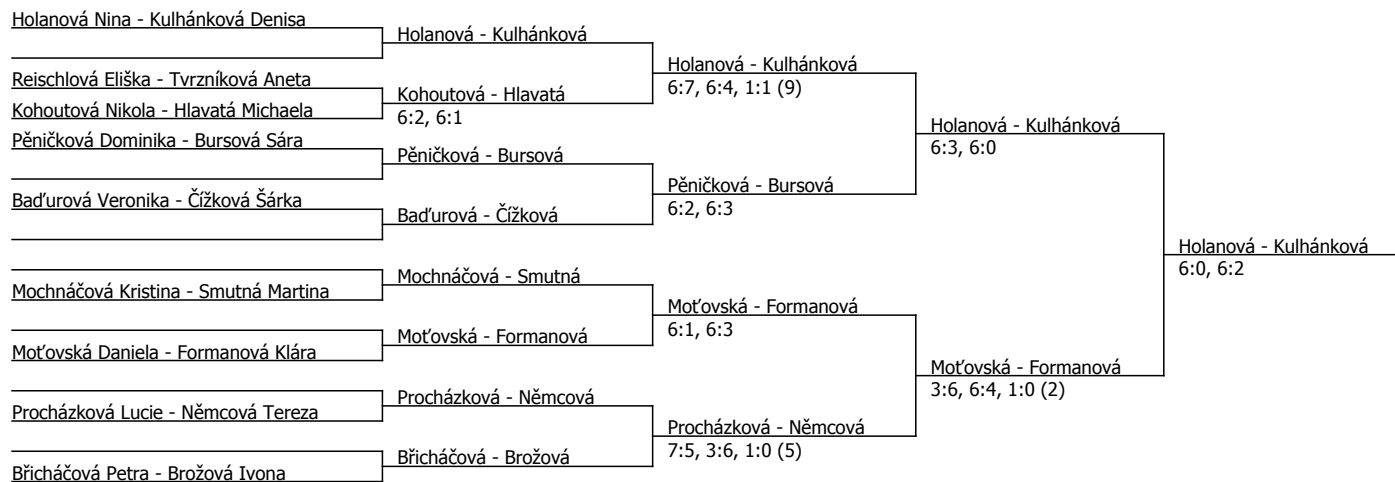 Holanová Nina - Kulhánková Denisa
Reischlová Eliška - Tvrzníková Aneta
Kohoutová Nikola - Hlavatá Michaela
Pěničková Dominika - Bursová Sára
Baďurová Veronika - Čížková Šárka
Mochnáčová Kristina - Smutná Martina
Moťovská Daniela - Formanová Klára
Procházková Lucie - Němcová Tereza
Břicháčová Petra - Brožová Ivona
Holanová - Kulhánková
Kohoutová - Hlavatá
6:2, 6:1
Pěničková - Bursová
Baďurová - Čížková
Mochnáčová - Smutná
Moťovská - Formanová
Procházková - Němcová
Břicháčová - Brožová
Holanová - Kulhánková
6:7, 6:4, 1:1 (9)
Pěničková - Bursová
6:2, 6:3
Moťovská - Formanová
6:1, 6:3
Procházková - Němcová
7:5, 3:6, 1:0 (5)
Holanová - Kulhánková
6:3, 6:0
Moťovská - Formanová
3:6, 6:4, 1:0 (2)
Holanová - Kulhánková
6:0, 6:2